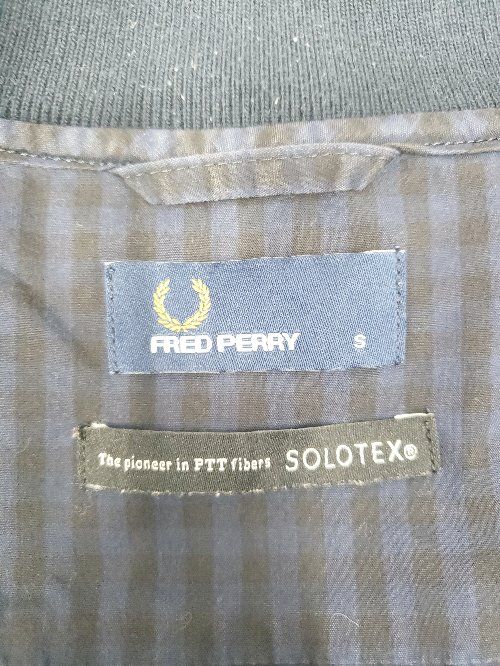 FRED PERRY S
The pioneer in PTT fibers SOLOTEX®